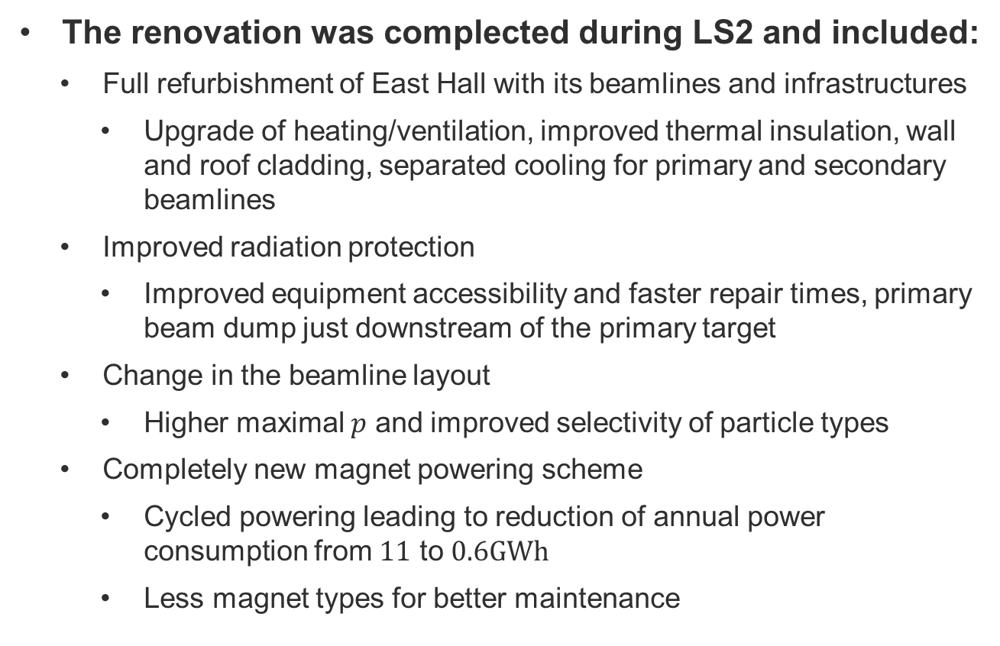 • The renovation was complected during LS2 and included:
• Full refurbishment of East Hall with its beamlines and infrastructures
• Upgrade of heating/ventilation, improved thermal insulation, wall
and roof cladding, separated cooling for primary and secondary
beamlines
• Improved radiation protection
• Improved equipment accessibility and faster repair times, primary
beam dump just downstream of the primary target
• Change in the beamline layout
• Higher maximal p and improved selectivity of particle types
• Completely new magnet powering scheme
• Cycled powering leading to reduction of annual power
consumption from 11 to 0.6GWh
• Less magnet types for better maintenance